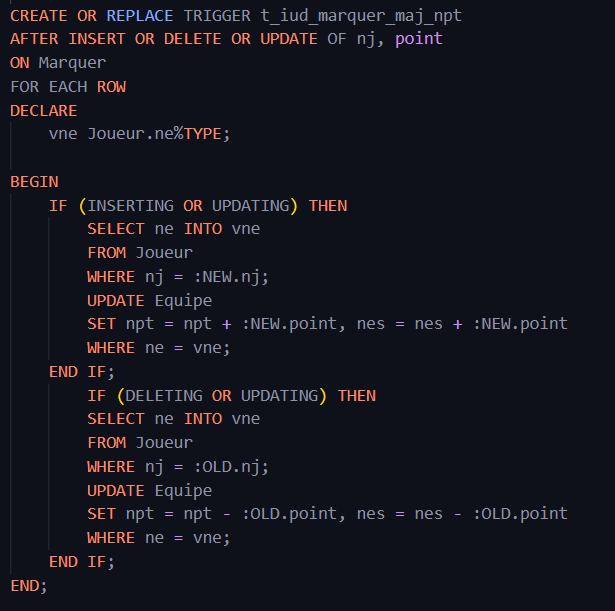 CREATE OR REPLACE TRIGGER t_iud_marquer_maj_npt
AFTER INSERT OR DELETE OR UPDATE OF nj, point
ON Marquer
FOR EACH ROW
DECLARE
    vne Joueur.ne%TYPE;

BEGIN
    IF (INSERTING OR UPDATING) THEN
        SELECT ne INTO vne
        FROM Joueur
        WHERE nj = :NEW.nj;
        UPDATE Equipe
        SET npt = npt + :NEW.point, nes = nes + :NEW.point
        WHERE ne = vne;
    END IF;
        IF (DELETING OR UPDATING) THEN
        SELECT ne INTO vne
        FROM Joueur
        WHERE nj = :OLD.nj;
        UPDATE Equipe
        SET npt = npt - :OLD.point, nes = nes - :OLD.point
        WHERE ne = vne;
    END IF;
END;